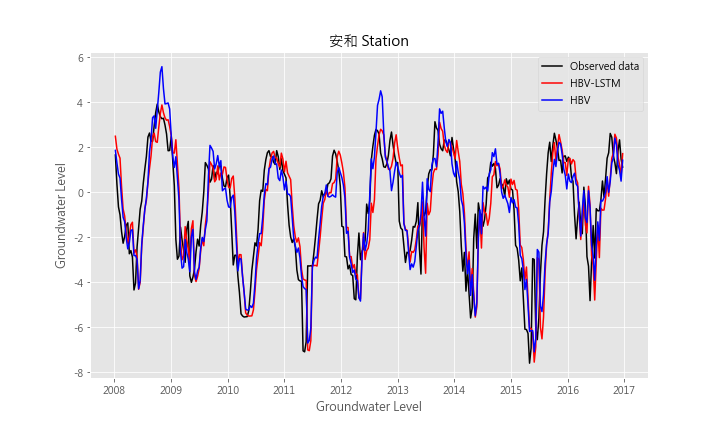 安和 Station
Observed data
HBV-LSTM
HBV
Groundwater Level
6
4
2
0
-2
-4
-6
-8
2008 2009 2010 2011 2012 2013 2014 2015 2016 2017
Groundwater Level